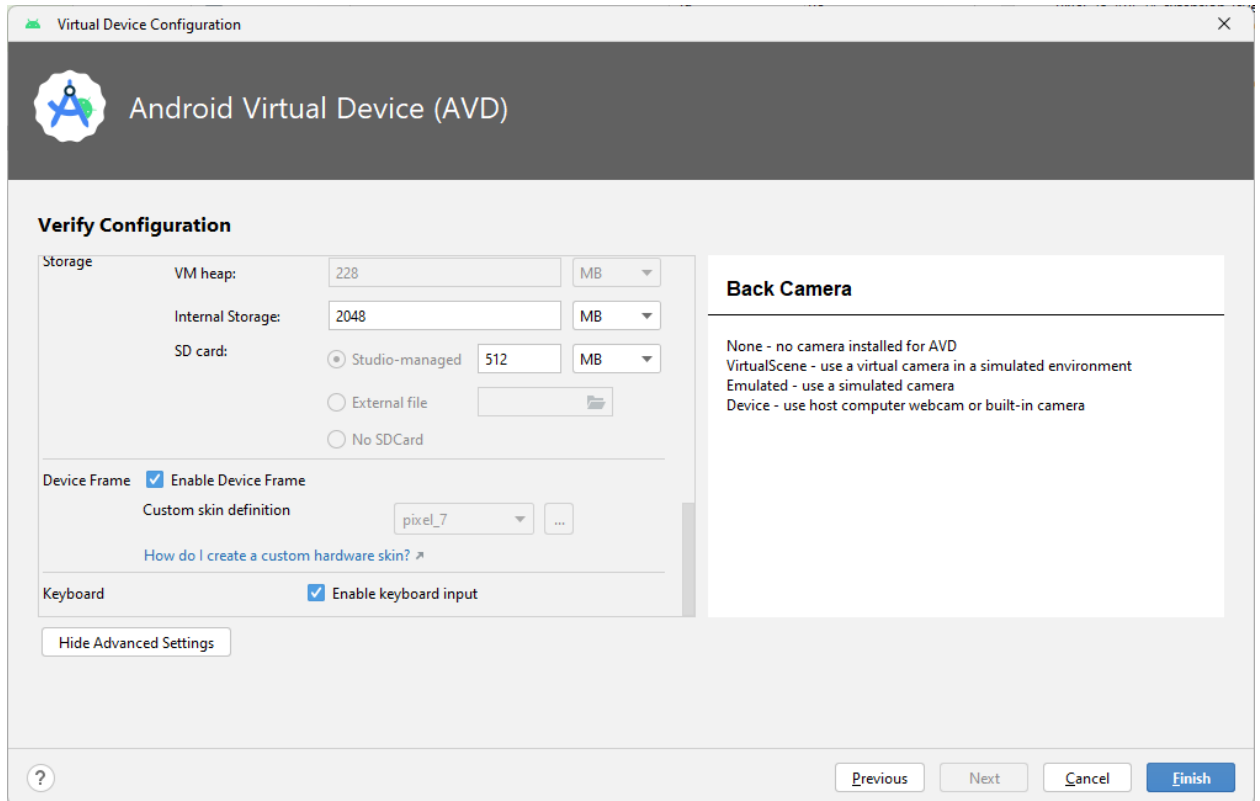 Virtual Device Configuration
Android Virtual Device (AVD)
Verify Configuration
Storage
VM heap: 228 MB
Internal Storage: 2048 MB
SD card: Studio-managed 512 MB
External file
No SDCard
Device Frame Enable Device Frame
Custom skin definition pixel_7 ...
How do I create a custom hardware skin?
Keyboard Enable keyboard input
Hide Advanced Settings
Back Camera
None - no camera installed for AVD
VirtualScene - use a virtual camera in a simulated environment
Emulated - use a simulated camera
Device - use host computer webcam or built-in camera
? Previous Next Cancel Finish